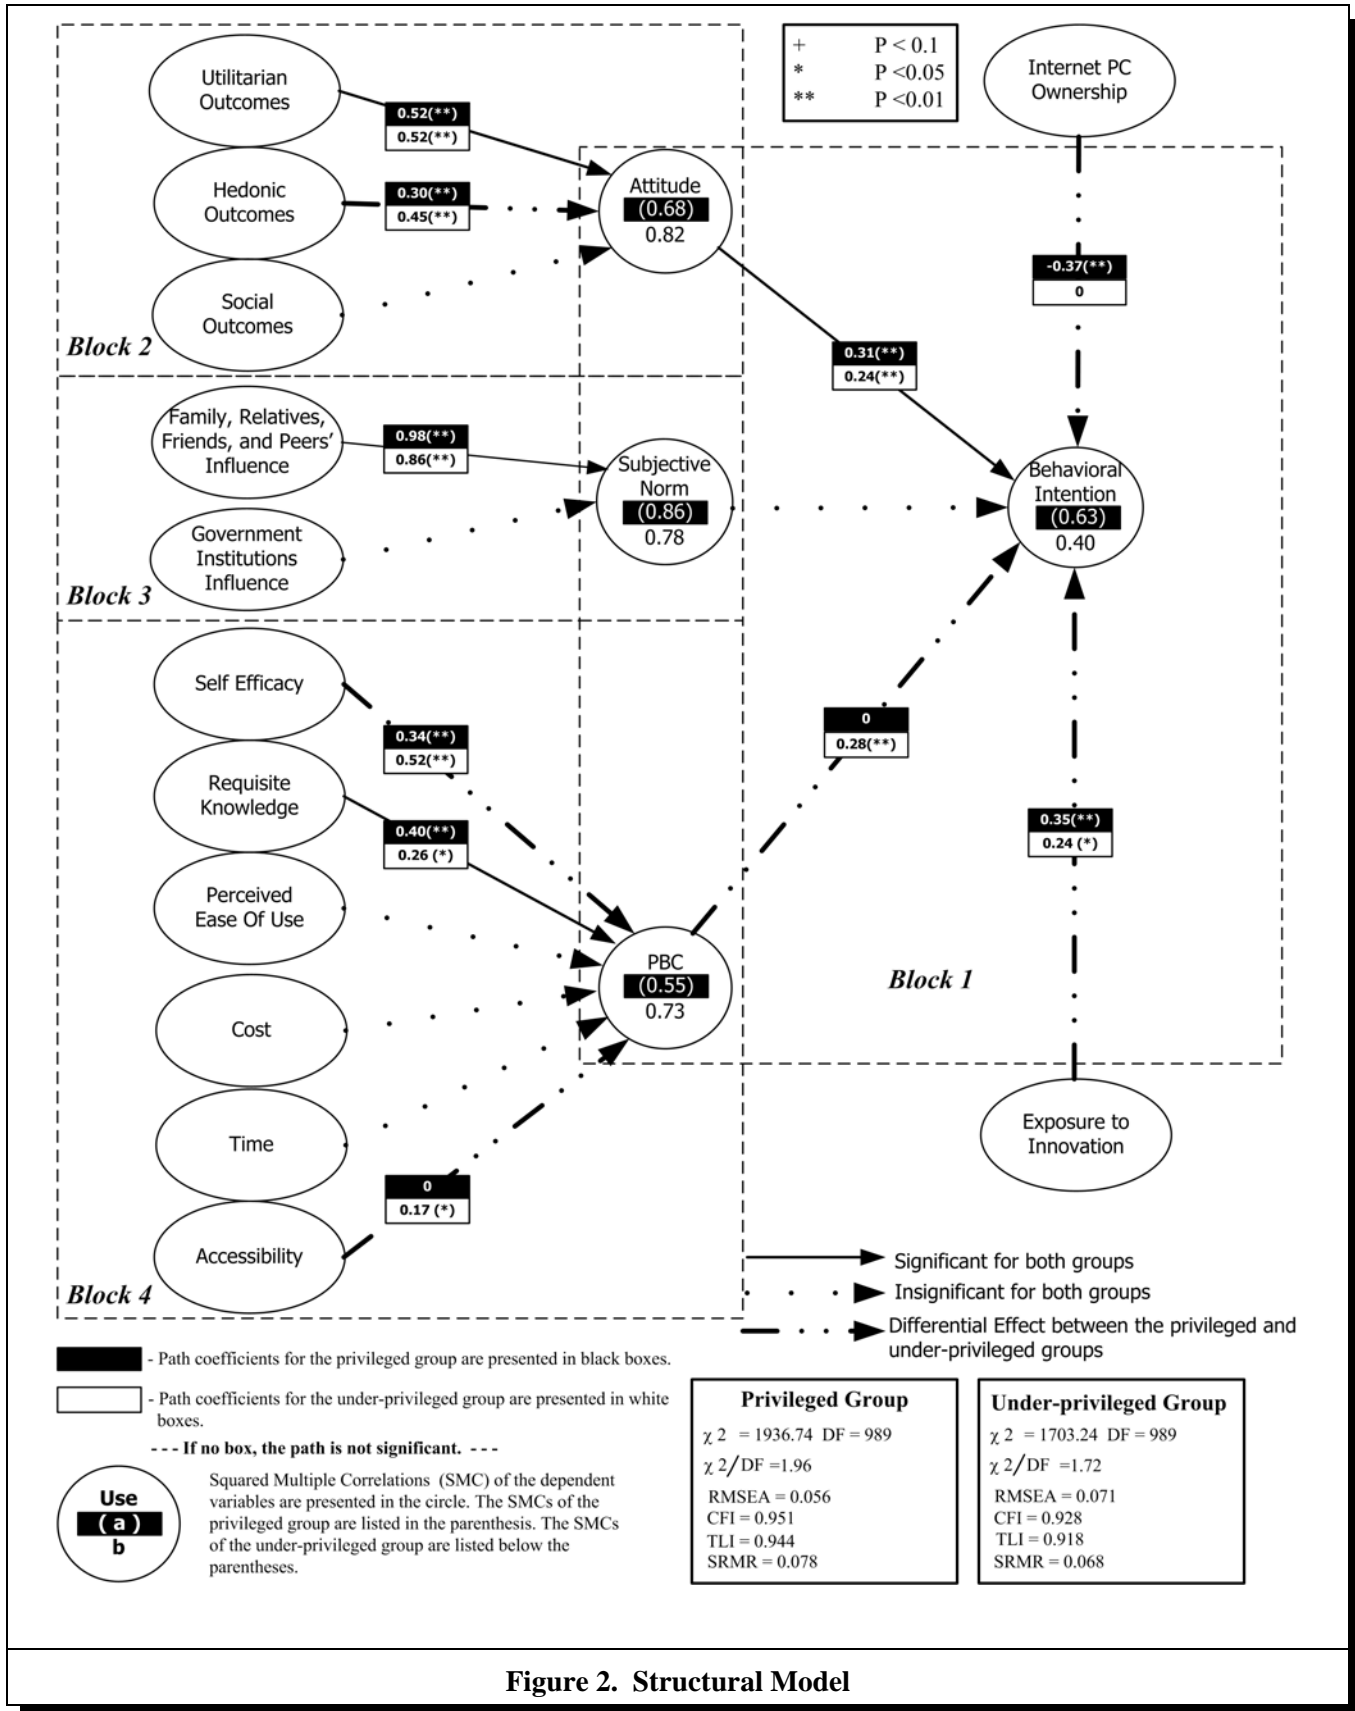 Utilitarian
Outcomes
0.52(**)
0.52(**)
Hedonic
Outcomes
0.30(**)
0.45(**)
Social
Outcomes
Block 2
Attitude
(0.68)
0.82
+ P < 0.1
* P <0.05
** P <0.01
Internet PC
Ownership
-0.37(**)
0
0.31(**)
0.24(**)
Family, Relatives,
Friends, and Peers'
Influence
0.98(**)
0.86(**)
Government
Institutions
Influence
Block 3
Subjective
Norm
(0.86)
0.78
Behavioral
Intention
(0.63)
0.40
Self Efficacy
0.34(**)
0.52(**)
Requisite
Knowledge
0.40(**)
0.26 (*)
Perceived
Ease Of Use
Cost
Time
Accessibility
0
0.17 (*)
Block 4
PBC
(0.55)
0.73
0
0.28(**)
0.35(**)
0.24 (*)
Block 1
Exposure to
Innovation
Significant for both groups
Insignificant for both groups
Differential Effect between the privileged and
under-privileged groups
- Path coefficients for the privileged group are presented in black boxes.
- Path coefficients for the under-privileged group are presented in white
boxes.
- - - If no box, the path is not significant. - - -
Use
( a )
b
Squared Multiple Correlations (SMC) of the dependent
variables are presented in the circle. The SMCs of the
privileged group are listed in the parenthesis. The SMCs
of the under-privileged group are listed below the
parentheses.
Privileged Group
χ 2 = 1936.74 DF = 989
χ 2/DF =1.96
RMSEA = 0.056
CFI = 0.951
TLI = 0.944
SRMR = 0.078
Under-privileged Group
χ 2 = 1703.24 DF = 989
χ 2/DF =1.72
RMSEA = 0.071
CFI = 0.928
TLI = 0.918
SRMR = 0.068
Figure 2. Structural Model